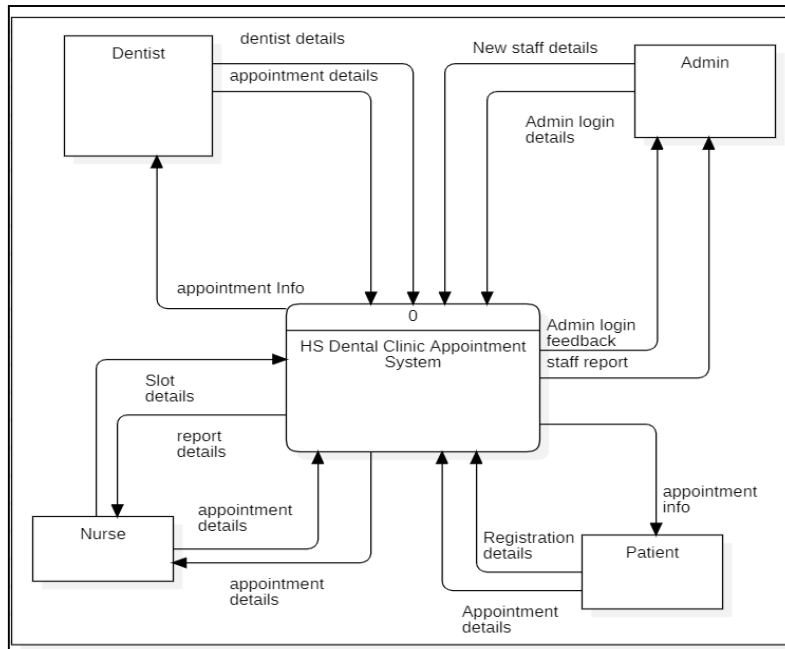 dentist details
Dentist
appointment details
New staff details
Admin
Admin login
details
appointment Info
0
HS Dental Clinic Appointment
System
Admin login
feedback
staff report
Slot
details
report
details
appointment
details
Nurse
appointment
details
appointment
info
Registration
details
Patient
Appointment
details